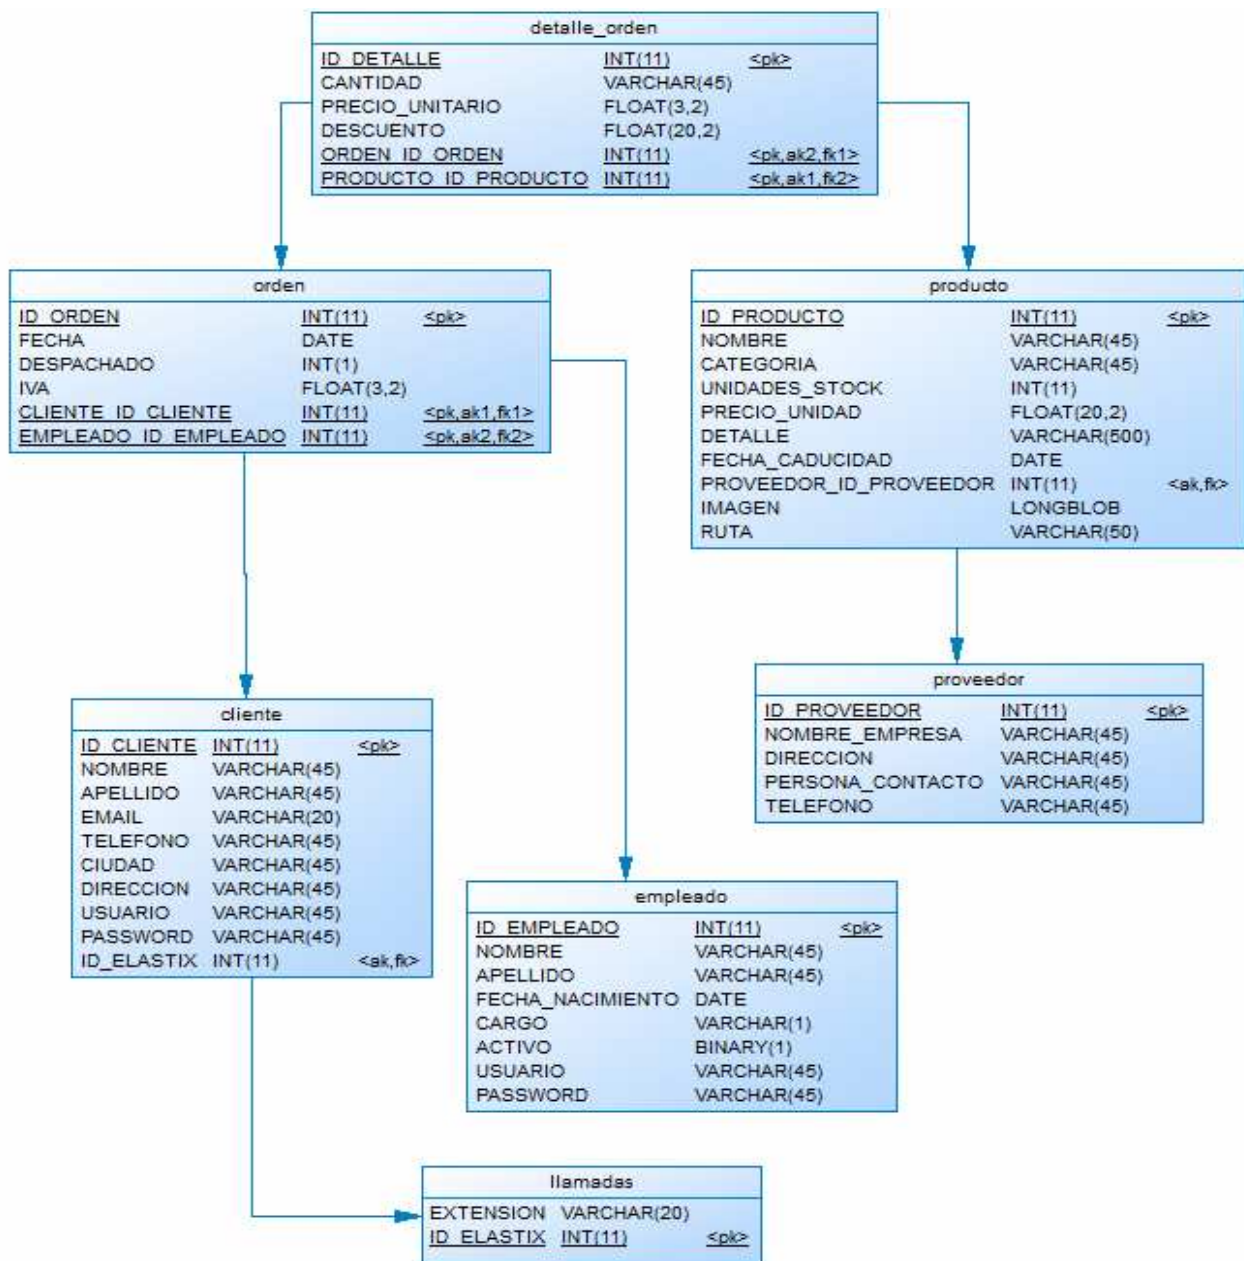 detalle_orden
ID_DETALLE INT(11) <pk>
CANTIDAD VARCHAR(45)
PRECIO_UNITARIO FLOAT(3,2)
DESCUENTO FLOAT(20,2)
ORDEN_ID_ORDEN INT(11) <pk,ak2,fk1>
PRODUCTO_ID_PRODUCTO INT(11) <pk,ak1,fk2>
orden
ID_ORDEN INT(11) <pk>
FECHA DATE
DESPACHADO INT(1)
IVA FLOAT(3,2)
CLIENTE_ID_CLIENTE INT(11) <pk,ak1,fk1>
EMPLEADO_ID_EMPLEADO INT(11) <pk,ak2,fk2>
producto
ID_PRODUCTO INT(11) <pk>
NOMBRE VARCHAR(45)
CATEGORIA VARCHAR(45)
UNIDADES_STOCK INT(11)
PRECIO_UNIDAD FLOAT(20,2)
DETALLE VARCHAR(500)
FECHA_CADUCIDAD DATE
PROVEEDOR_ID_PROVEEDOR INT(11) <ak,fk>
IMAGEN LONGBLOB
RUTA VARCHAR(50)
proveedor
ID_PROVEEDOR INT(11) <pk>
NOMBRE_EMPRESA VARCHAR(45)
DIRECCION VARCHAR(45)
PERSONA_CONTACTO VARCHAR(45)
TELEFONO VARCHAR(45)
cliente
ID_CLIENTE INT(11) <pk>
NOMBRE VARCHAR(45)
APELLIDO VARCHAR(45)
EMAIL VARCHAR(20)
TELEFONO VARCHAR(45)
CIUDAD VARCHAR(45)
DIRECCION VARCHAR(45)
USUARIO VARCHAR(45)
PASSWORD VARCHAR(45)
ID_ELASTIX INT(11) <ak,fk>
empleado
ID_EMPLEADO INT(11) <pk>
NOMBRE VARCHAR(45)
APELLIDO VARCHAR(45)
FECHA_NACIMIENTO DATE
CARGO VARCHAR(1)
ACTIVO BINARY(1)
USUARIO VARCHAR(45)
PASSWORD VARCHAR(45)
llamadas
EXTENSION VARCHAR(20)
ID_ELASTIX INT(11) <pk>